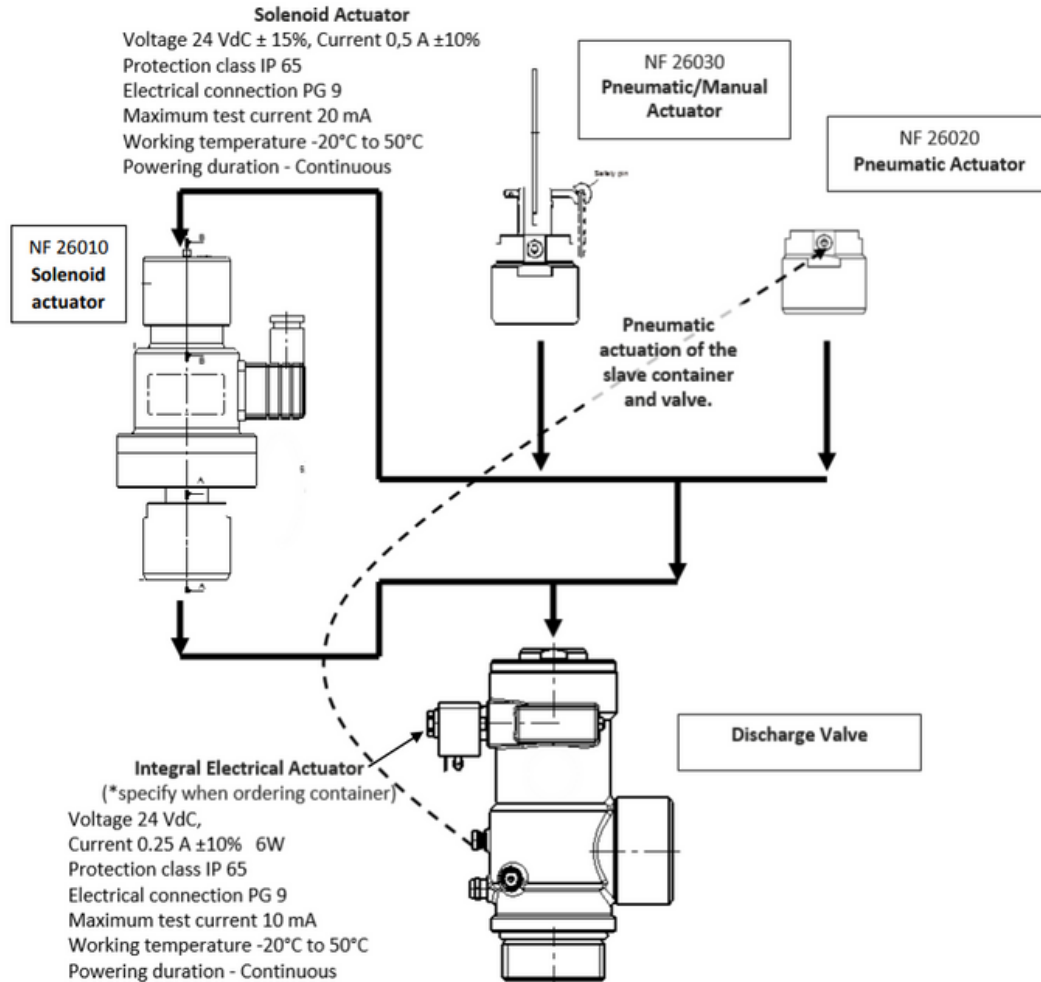 Solenoid Actuator
Voltage 24 VdC ± 15%, Current 0,5 A ±10%
Protection class IP 65
Electrical connection PG 9
Maximum test current 20 mA
Working temperature -20°C to 50°C
Powering duration - Continuous
NF 26030
Pneumatic/Manual
Actuator
NF 26020
Pneumatic Actuator
Safety pin
NF 26010
Solenoid
actuator
B
B
A
A
Pneumatic
actuation of the
slave container
and valve.
Discharge Valve
Integral Electrical Actuator
(*specify when ordering container)
Voltage 24 VdC,
Current 0.25 A ±10% 6W
Protection class IP 65
Electrical connection PG 9
Maximum test current 10 mA
Working temperature -20°C to 50°C
Powering duration - Continuous